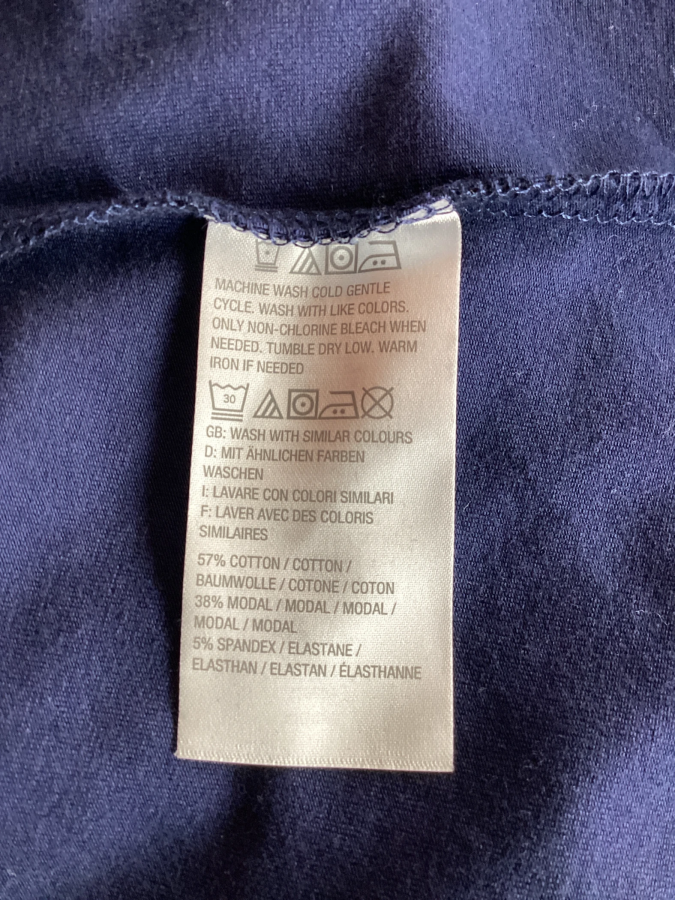 MACHINE WASH COLD GENTLE
CYCLE. WASH WITH LIKE COLORS.
ONLY NON-CHLORINE BLEACH WHEN
NEEDED. TUMBLE DRY LOW. WARM
IRON IF NEEDED
30
GB: WASH WITH SIMILAR COLOURS
D: MIT ÄHNLICHEN FARBEN
WASCHEN
I: LAVARE CON COLORI SIMILARI
F: LAVER AVEC DES COLORIS
SIMILAIRES
57% COTTON / COTTON /
BAUMWOLLE / COTONE / COTON
38% MODAL / MODAL / MODAL /
MODAL / MODAL
5% SPANDEX / ELASTANE /
ELASTHAN / ELASTAN / ÉLASTHANNE